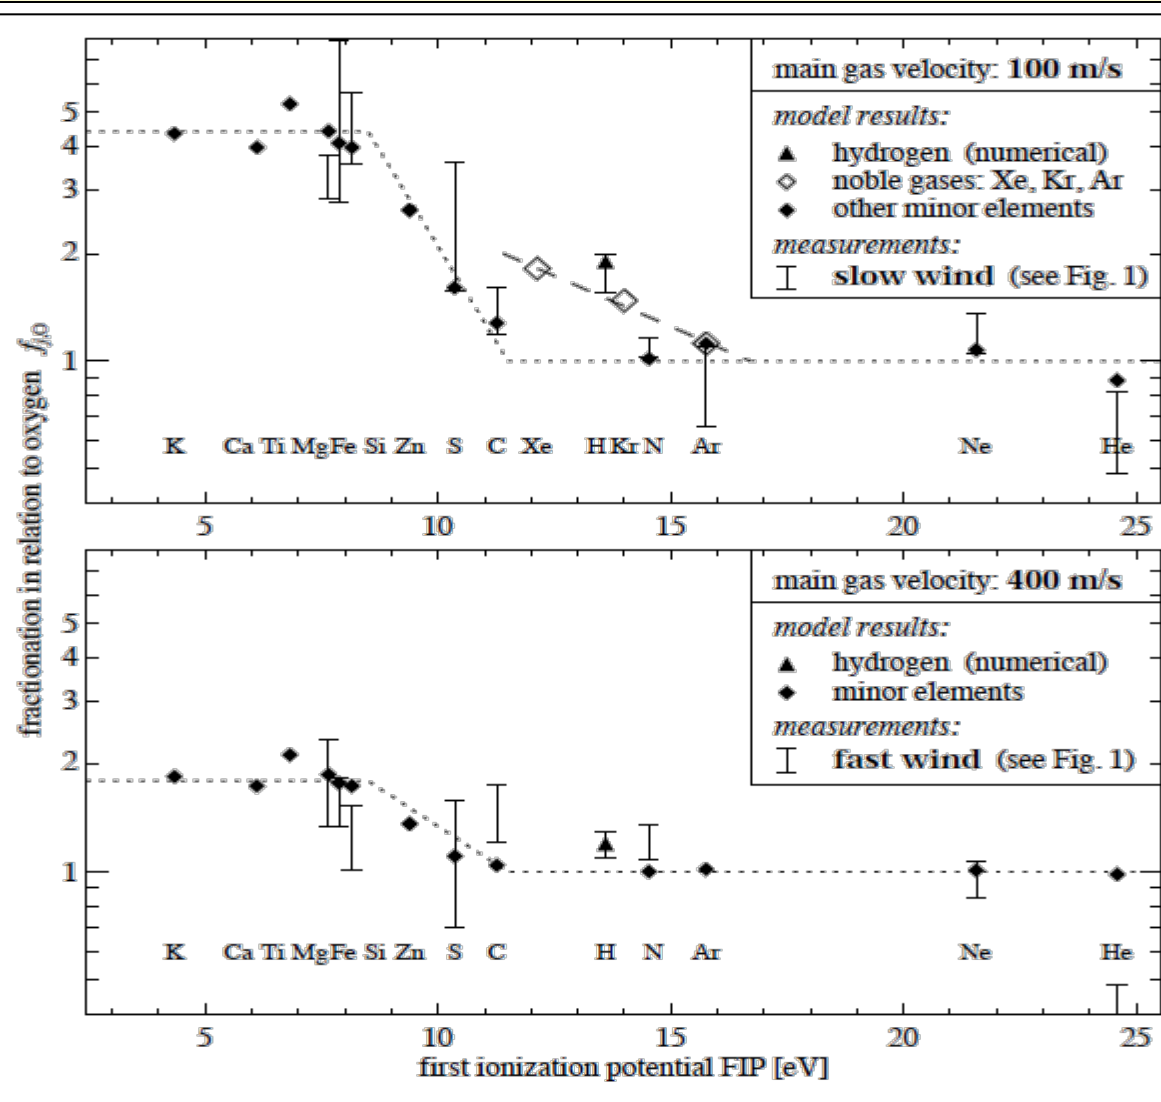 main gas velocity: 100 m/s
model results:
hydrogen (numerical)
noble gases: Xe, Kr, Ar
other minor elements
measurements:
slow wind (see Fig. 1)
5
4
3
2
1
K Ca Ti Mg Fe Si Zn S C Xe H Kr N Ar Ne He
5 10 15 20 25
fractionation in relation to oxygen f j,O
main gas velocity: 400 m/s
model results:
hydrogen (numerical)
minor elements
measurements:
fast wind (see Fig. 1)
5
4
3
2
1
K Ca Ti Mg Fe Si Zn S C H N Ar Ne He
5 10 15 20 25
first ionization potential FIP [eV]